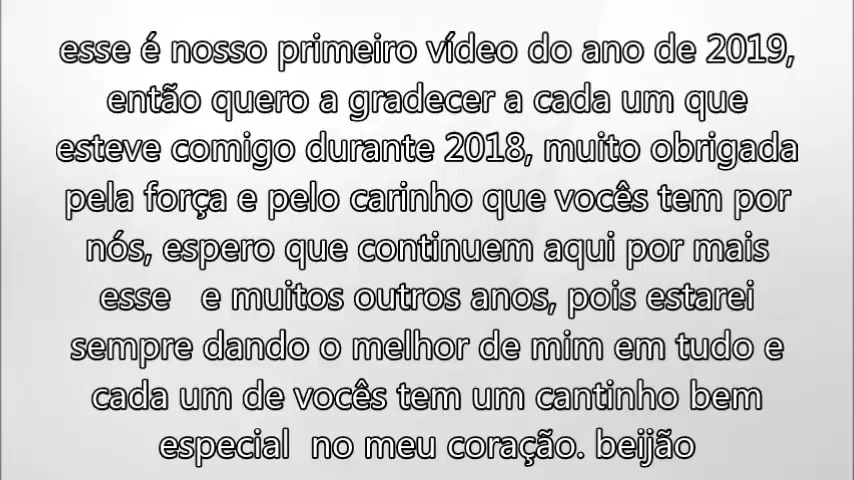 esse é nosso primeiro vídeo do ano de 2019,
então quero a gradecer a cada um que
esteve comigo durante 2018, muito obrigada
pela força e pelo carinho que vocês tem por
nós, espero que continuem aqui por mais
esse e muitos outros anos, pois estarei
sempre dando o melhor de mim em tudo e
cada um de vocês tem um cantinho bem
especial no meu coração. beijão